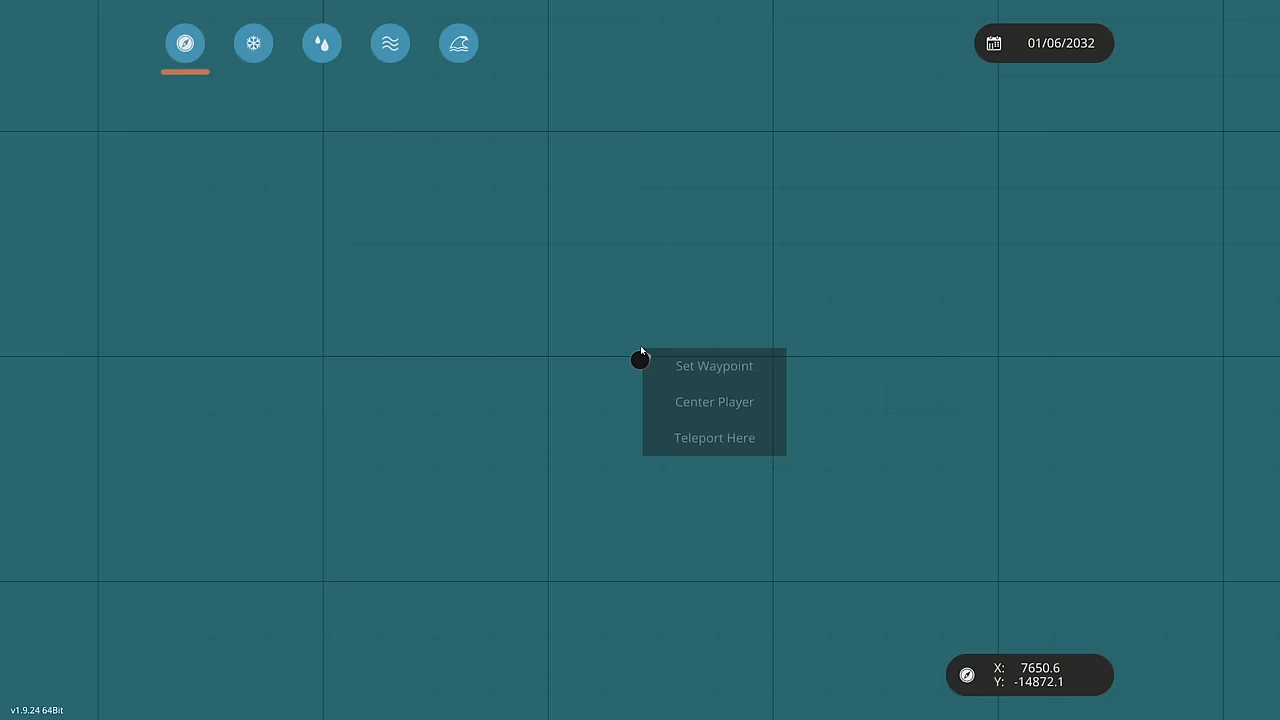 01/06/2032
Set Waypoint
Center Player
Teleport Here
X: 7650.6
Y: -14872.1
v1.9.24 64Bit